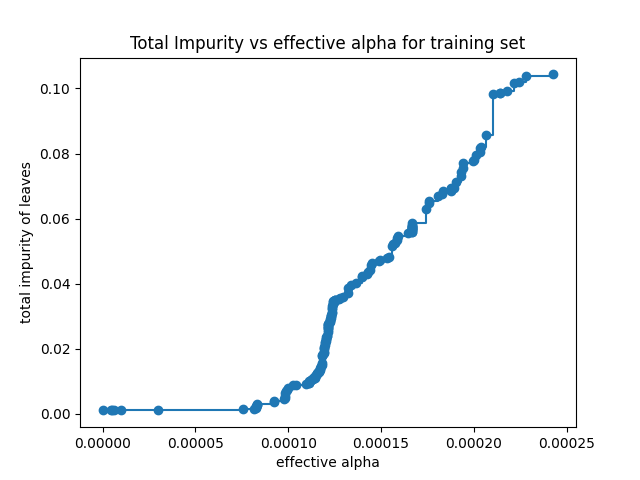 Total Impurity vs effective alpha for training set
total impurity of leaves
0.10
0.08
0.06
0.04
0.02
0.00
0.00000 0.00005 0.00010 0.00015 0.00020 0.00025
effective alpha